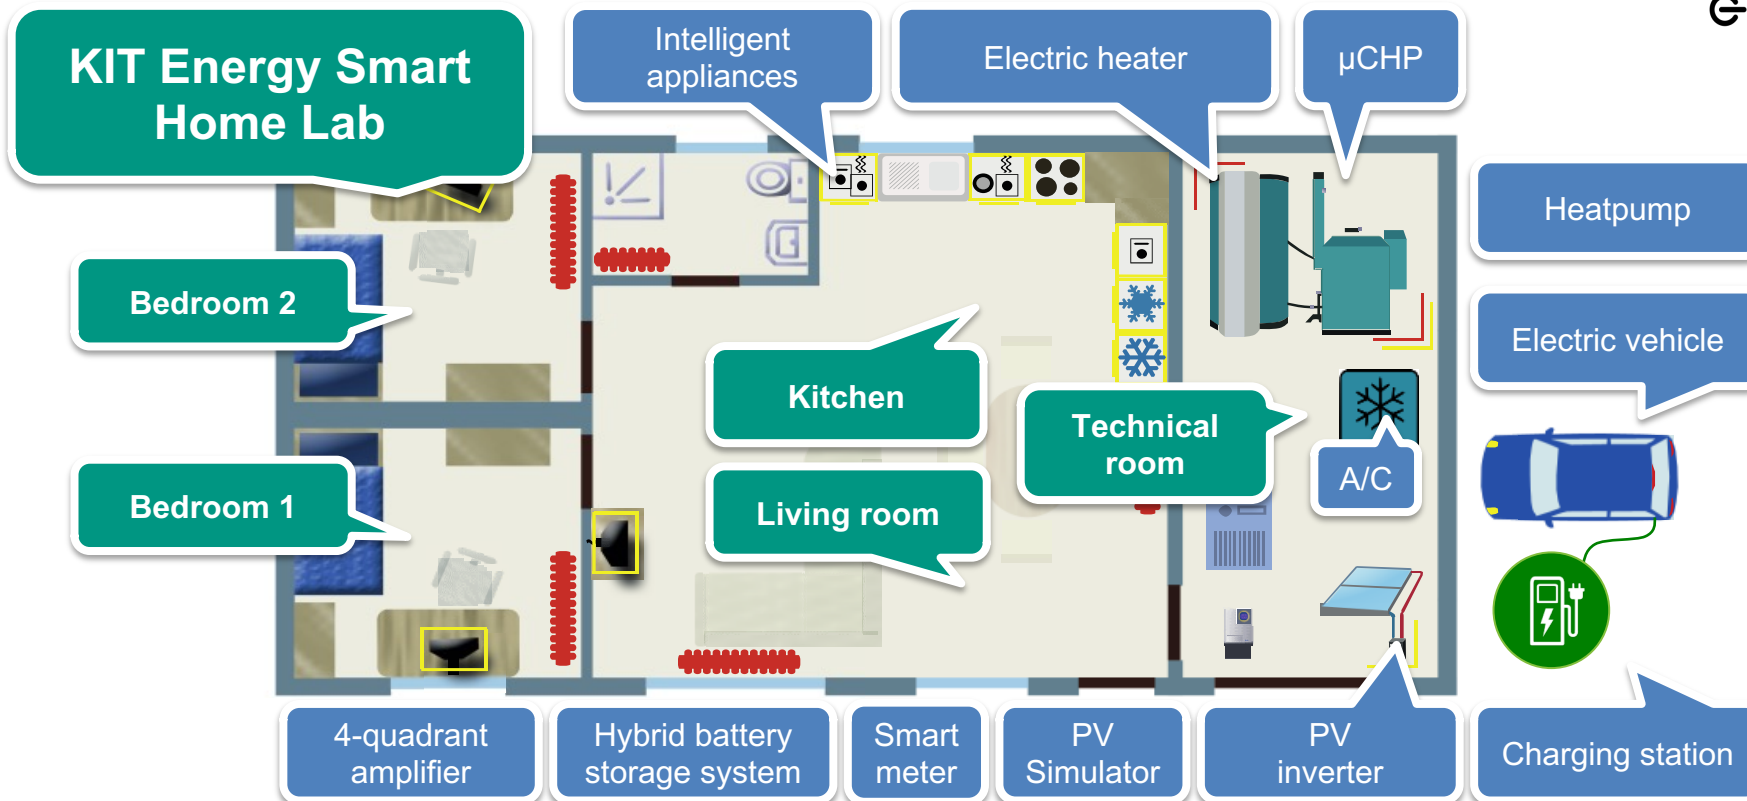 KIT Energy Smart
Home Lab
Intelligent
appliances
Electric heater
µCHP
Heatpump
Bedroom 2
Electric vehicle
Kitchen
Technical
room
A/C
Bedroom 1
Living room
4-quadrant
amplifier
Hybrid battery
storage system
Smart
meter
PV
Simulator
PV
inverter
Charging station